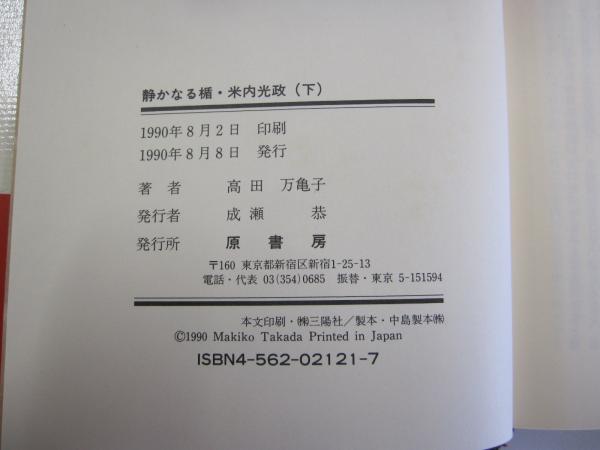 静かなる楯・米内光政（下）
1990年8月2日 印刷
1990年8月8日 発行
著者 高田 万亀子
発行者 成瀬 恭
発行所 原書房
〒160 東京都新宿区新宿1-25-13
電話・代表 03(354)0685 振替・東京 5-151594
本文印刷・㈱三陽社／製本・中島製本㈱
©1990 Makiko Takada Printed in Japan
ISBN4-562-02121-7